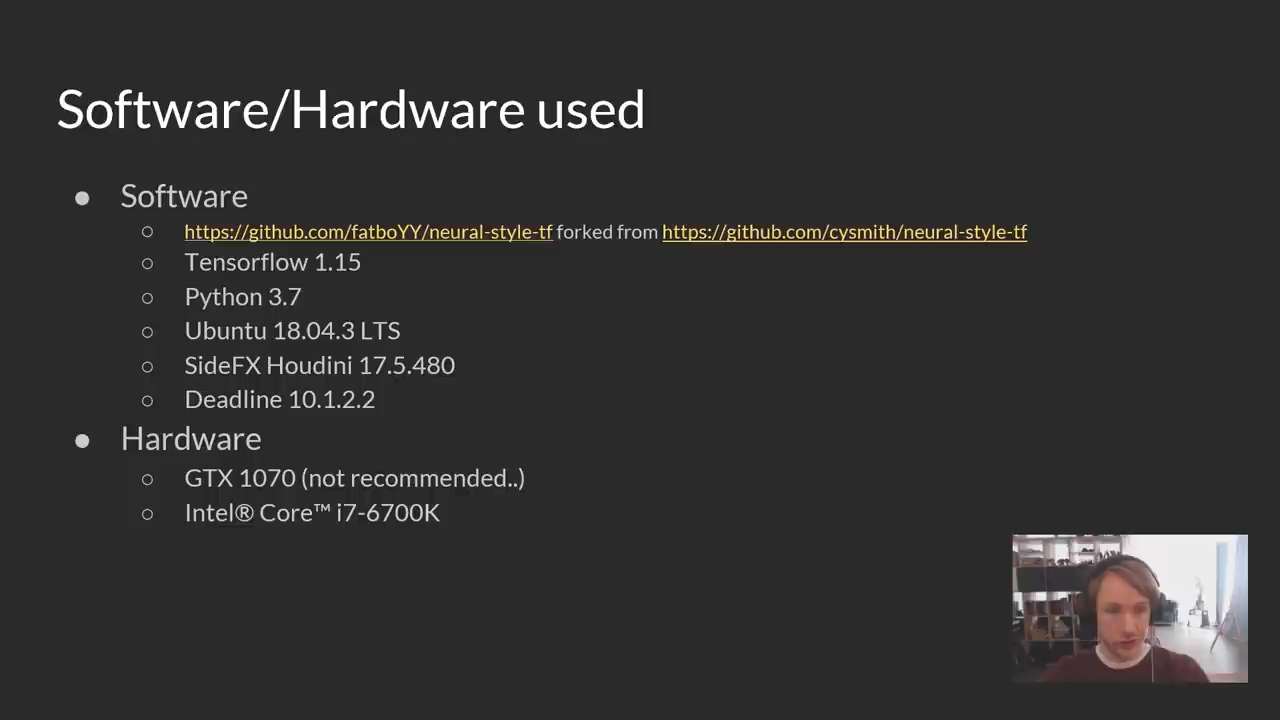 Software/Hardware used
● Software
○ https://github.com/fatboYY/neural-style-tf forked from https://github.com/cysmith/neural-style-tf
○ Tensorflow 1.15
○ Python 3.7
○ Ubuntu 18.04.3 LTS
○ SideFX Houdini 17.5.480
○ Deadline 10.1.2.2
● Hardware
○ GTX 1070 (not recommended..)
○ Intel® Core™ i7-6700K